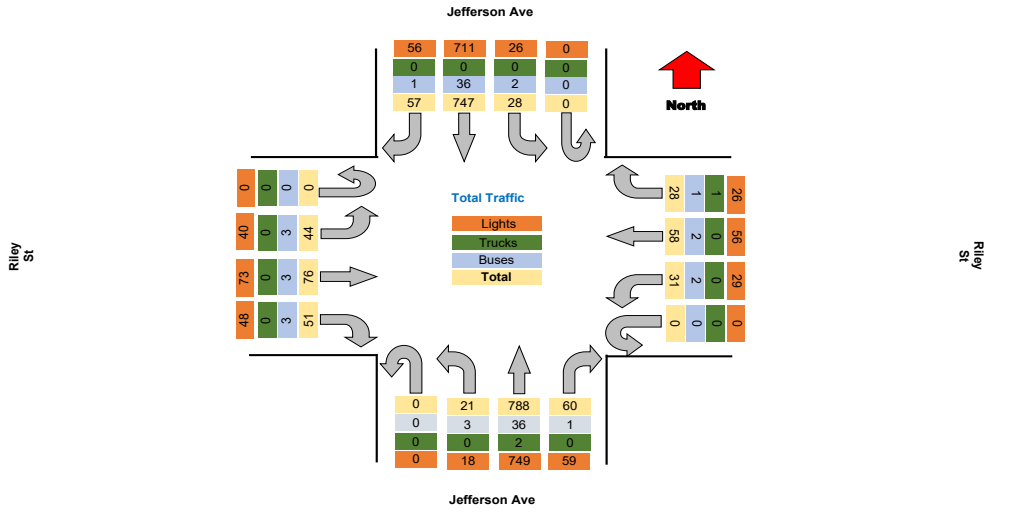 Jefferson Ave
56 711 26 0
0 0 0 0
1 36 2 0
57 747 28 0
North
0 0 0 0
40 0 3 44
73 0 3 76
48 0 3 51
Riley
St
Total Traffic
Lights
Trucks
Buses
Total
28 1 1 26
58 2 0 56
31 2 0 29
0 0 0 0
Riley
St
0 21 788 60
0 3 36 1
0 0 2 0
0 18 749 59
Jefferson Ave